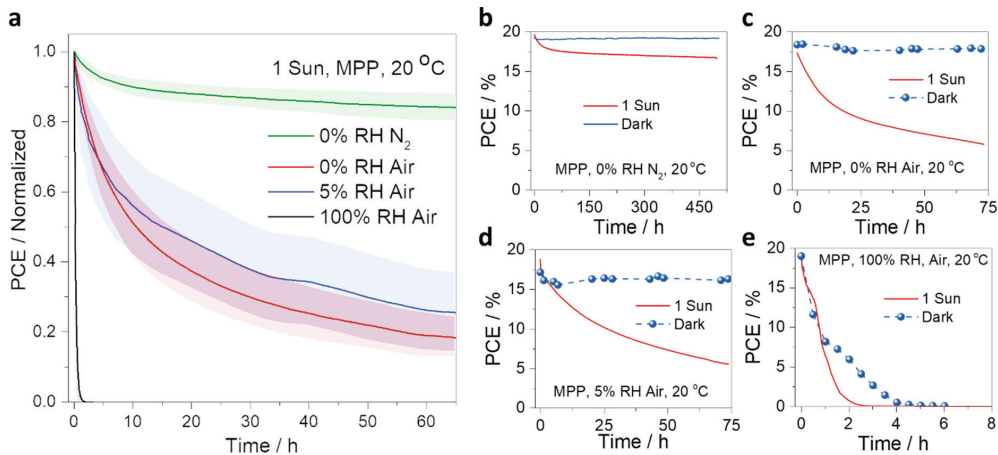 a
PCE / Normalized
1.0
0.8
0.6
0.4
0.2
0.0
1 Sun, MPP, 20 °C
0% RH N₂
0% RH Air
5% RH Air
100% RH Air
0 10 20 30 40 50 60
Time / h
b
PCE / %
20
15
10
5
0
1 Sun
Dark
MPP, 0% RH N₂, 20 °C
0 150 300 450
Time / h
c
PCE / %
20
15
10
5
0
1 Sun
Dark
MPP, 0% RH Air, 20 °C
0 25 50 75
Time / h
d
PCE / %
20
15
10
5
0
1 Sun
Dark
MPP, 5% RH Air, 20 °C
0 25 50 75
Time / h
e
PCE / %
20
15
10
5
0
MPP, 100% RH, Air, 20 °C
1 Sun
Dark
0 2 4 6 8
Time / h